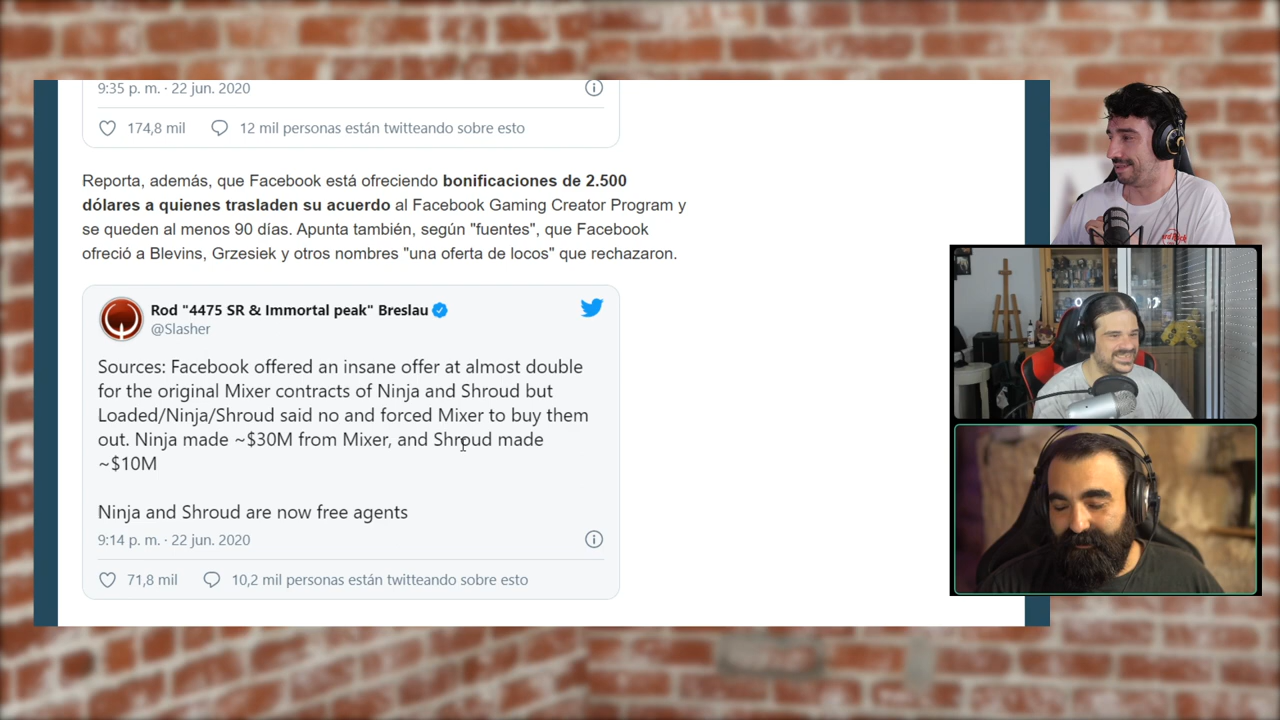 9:35 p. m. · 22 jun. 2020
174,8 mil 12 mil personas están twitteando sobre esto
Reporta, además, que Facebook está ofreciendo bonificaciones de 2.500
dólares a quienes trasladen su acuerdo al Facebook Gaming Creator Program y
se queden al menos 90 días. Apunta también, según "fuentes", que Facebook
ofreció a Blevins, Grzesiek y otros nombres "una oferta de locos" que rechazaron.
Rod "4475 SR & Immortal peak" Breslau
@Slasher
Sources: Facebook offered an insane offer at almost double
for the original Mixer contracts of Ninja and Shroud but
Loaded/Ninja/Shroud said no and forced Mixer to buy them
out. Ninja made ~$30M from Mixer, and Shroud made
~$10M
Ninja and Shroud are now free agents
9:14 p. m. · 22 jun. 2020
71,8 mil 10,2 mil personas están twitteando sobre esto